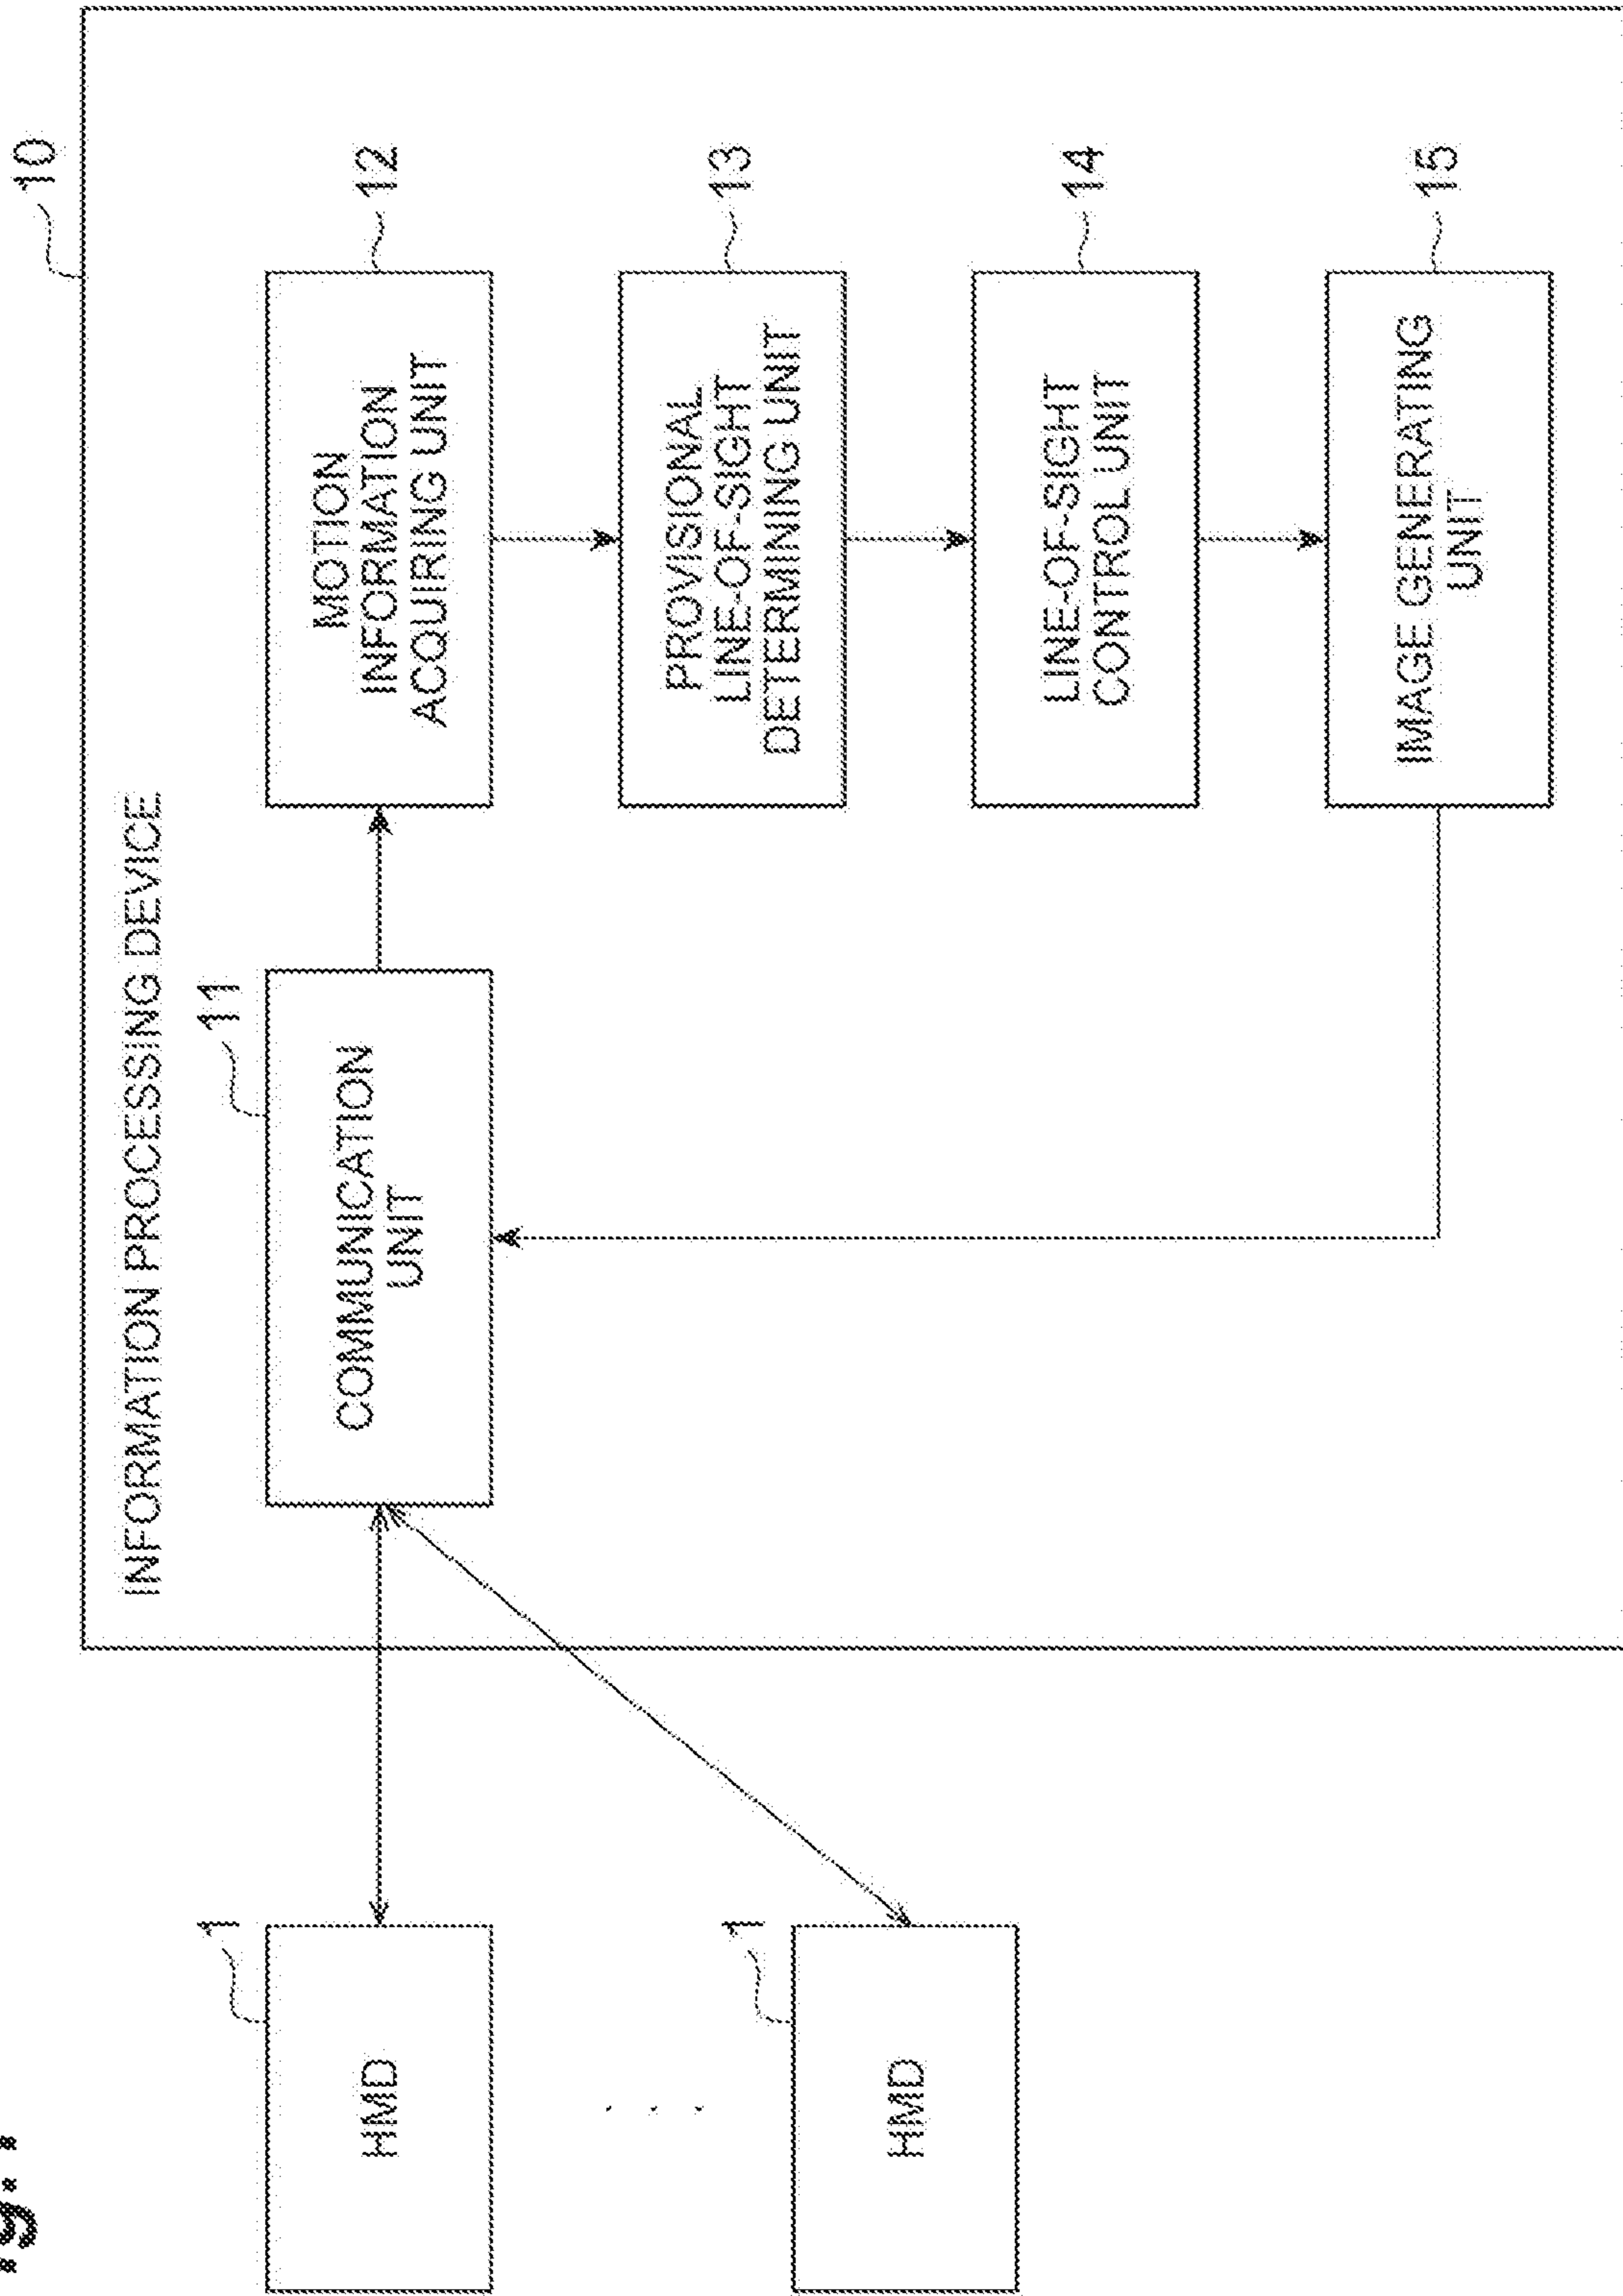 10
INFORMATION PROCESSING DEVICE
1
HMD
11
COMMUNICATION
UNIT
MOTION
INFORMATION
ACQUIRING UNIT
12
PROVISIONAL
LINE-OF-SIGHT
DETERMINING UNIT
13
. . .
1
HMD
LINE-OF-SIGHT
CONTROL UNIT
14
IMAGE GENERATING
UNIT
15